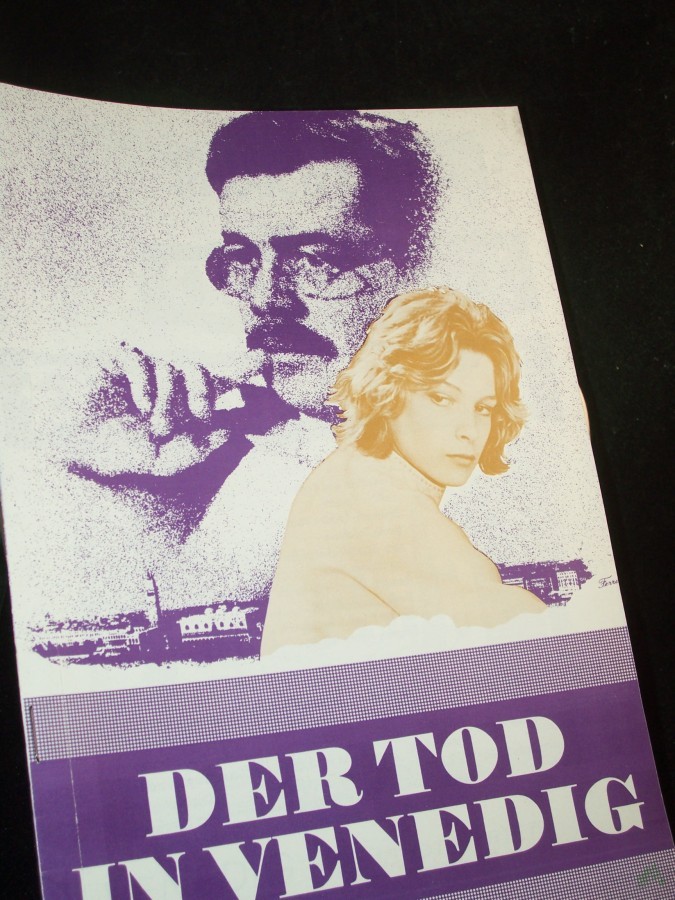 DER TOD
IN VENEDIG